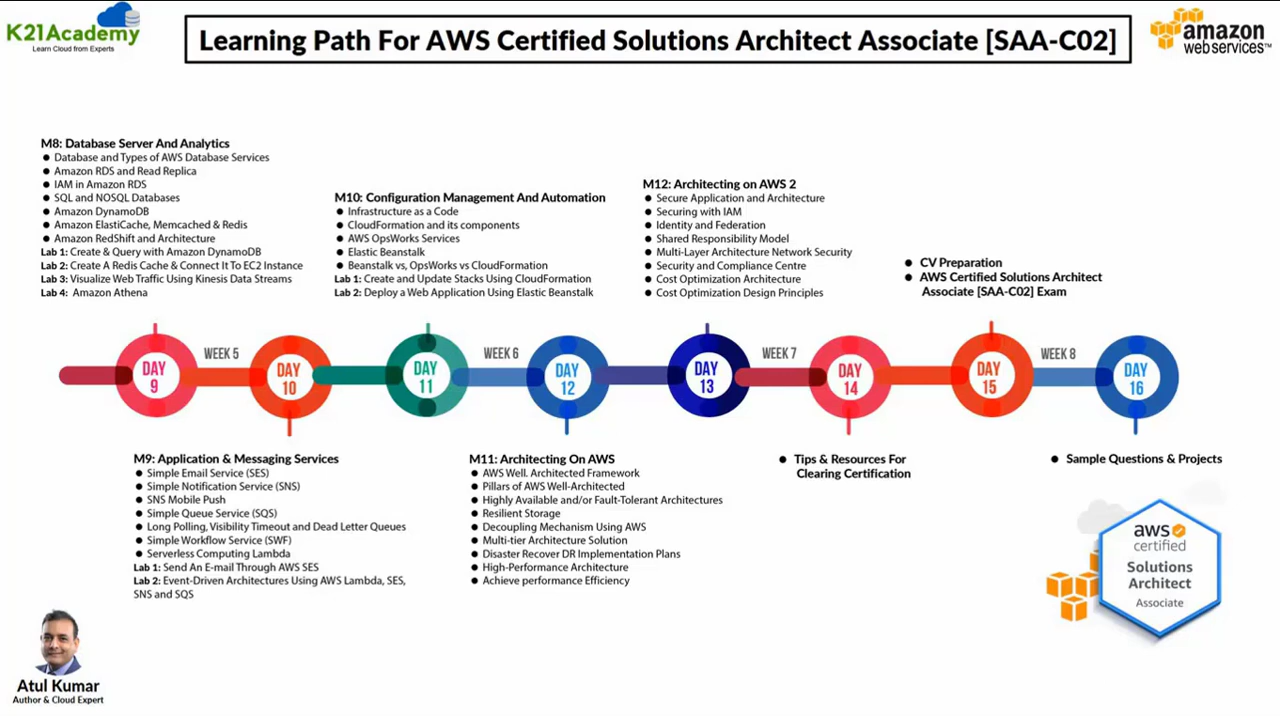 K21Academy
Learn Cloud from Experts
Learning Path For AWS Certified Solutions Architect Associate [SAA-C02]
amazon
web services™
M8: Database Server And Analytics
● Database and Types of AWS Database Services
● Amazon RDS and Read Replica
● IAM in Amazon RDS
● SQL and NOSQL Databases
● Amazon DynamoDB
● Amazon ElastiCache, Memcached & Redis
● Amazon RedShift and Architecture
Lab 1: Create & Query with Amazon DynamoDB
Lab 2: Create A Redis Cache & Connect It To EC2 Instance
Lab 3: Visualize Web Traffic Using Kinesis Data Streams
Lab 4: Amazon Athena
M10: Configuration Management And Automation
● Infrastructure as a Code
● CloudFormation and its components
● AWS OpsWorks Services
● Elastic Beanstalk
● Beanstalk vs, OpsWorks vs CloudFormation
Lab 1: Create and Update Stacks Using CloudFormation
Lab 2: Deploy a Web Application Using Elastic Beanstalk
M12: Architecting on AWS 2
● Secure Application and Architecture
● Securing with IAM
● Identity and Federation
● Shared Responsibility Model
● Multi-Layer Architecture Network Security
● Security and Compliance Centre
● Cost Optimization Architecture
● Cost Optimization Design Principles
● CV Preparation
● AWS Certified Solutions Architect
Associate [SAA-C02] Exam
DAY
9
WEEK 5
DAY
10
DAY
11
WEEK 6
DAY
12
DAY
13
WEEK 7
DAY
14
DAY
15
WEEK 8
DAY
16
M9: Application & Messaging Services
● Simple Email Service (SES)
● Simple Notification Service (SNS)
● SNS Mobile Push
● Simple Queue Service (SQS)
● Long Polling, Visibility Timeout and Dead Letter Queues
● Simple Workflow Service (SWF)
● Serverless Computing Lambda
Lab 1: Send An E-mail Through AWS SES
Lab 2: Event-Driven Architectures Using AWS Lambda, SES,
SNS and SQS
M11: Architecting On AWS
● AWS Well. Architected Framework
● Pillars of AWS Well-Architected
● Highly Available and/or Fault-Tolerant Architectures
● Resilient Storage
● Decoupling Mechanism Using AWS
● Multi-tier Architecture Solution
● Disaster Recover DR Implementation Plans
● High-Performance Architecture
● Achieve performance Efficiency
● Tips & Resources For
Clearing Certification
● Sample Questions & Projects
aws
certified
Solutions
Architect
Associate
Atul Kumar
Author & Cloud Expert